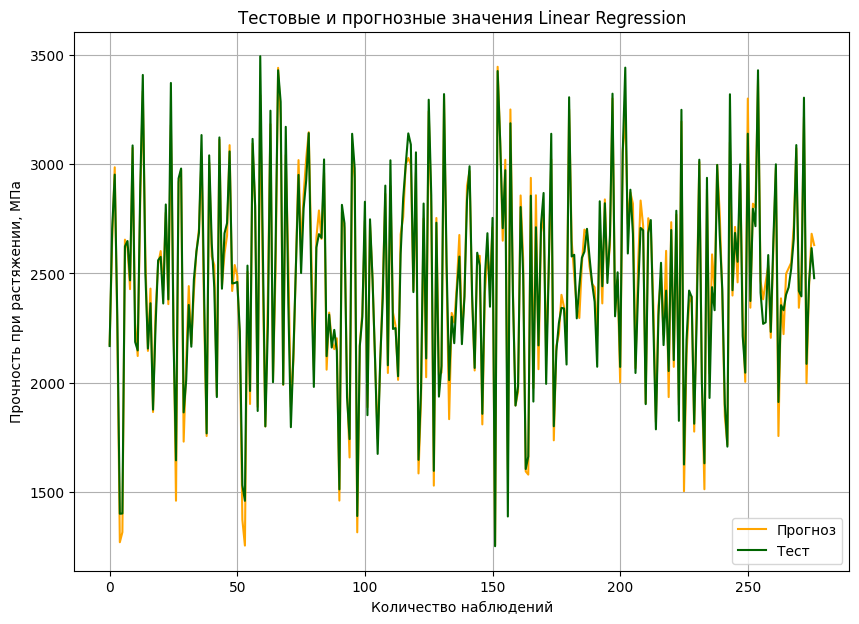 Тестовые и прогнозные значения Linear Regression
Прочность при растяжении, МПа
3500
3000
2500
2000
1500
0
50
100
150
200
250
Количество наблюдений
Прогноз
Тест